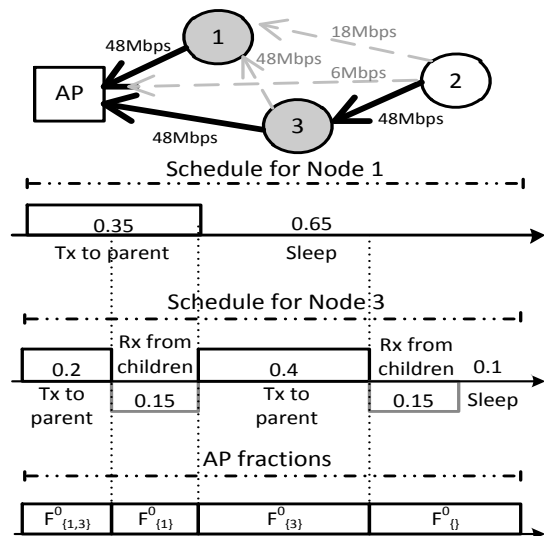 1
18Mbps
48Mbps
48Mbps
6Mbps
2
AP
3
48Mbps
48Mbps
Schedule for Node 1
0.35
0.65
Tx to parent
Sleep
Schedule for Node 3
Rx from children
Rx from children
0.2
0.4
0.1
Tx to parent
0.15
Tx to parent
0.15
Sleep
AP fractions
F⁰{1,3}
F⁰{1}
F⁰{3}
F⁰{}